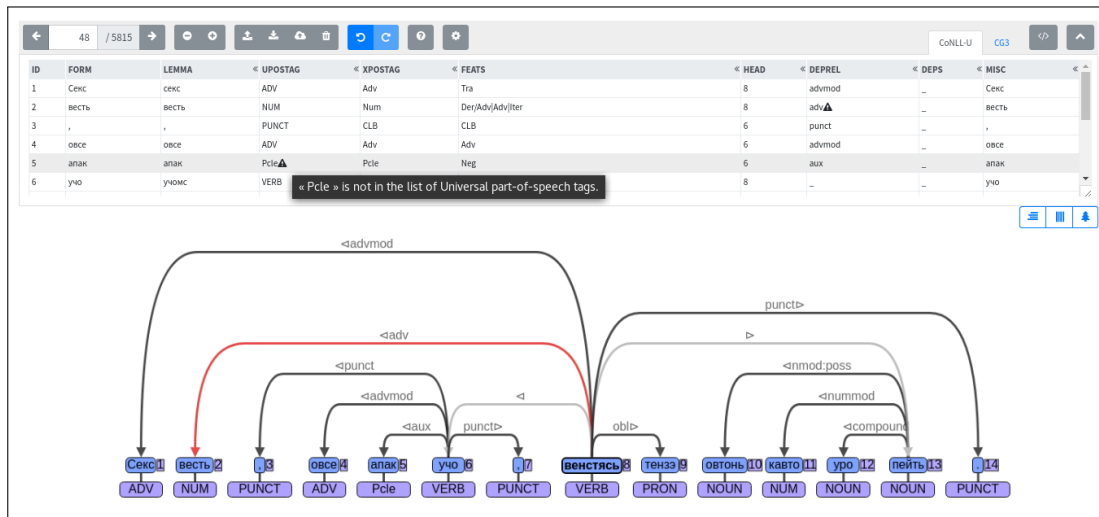 48 / 5815
CoNLL-U CG3 </>
ID FORM LEMMA « UPOSTAG « XPOSTAG « FEATS « HEAD « DEPREL « DEPS « MISC «
1 Секс секс ADV Adv Tra 8 advmod _ Секс
2 весть весть NUM Num Der/Adv|Adv|Iter 8 adv _ весть
3 , , PUNCT CLB CLB 6 punct _ ,
4 овсе овсе ADV Adv Adv 6 advmod _ овсе
5 апак апак Pcle Pcle Neg 6 aux _ апак
6 учо учомс VERB 8 _ _ учо
« Pcle » is not in the list of Universal part-of-speech tags.
⊲advmod
punct⊳
⊲adv ⊳
⊲punct ⊲nmod:poss
⊲advmod ⊲ ⊲nummod
⊲aux punct⊳ obl⊳ ⊲compound
Секс 1 весть 2 , 3 овсе 4 апак 5 учо 6 , 7 венстясь 8 тензэ 9 овтонь 10 кавто 11 уро 12 пейть 13 . 14
ADV NUM PUNCT ADV Pcle VERB PUNCT VERB PRON NOUN NUM NOUN NOUN PUNCT